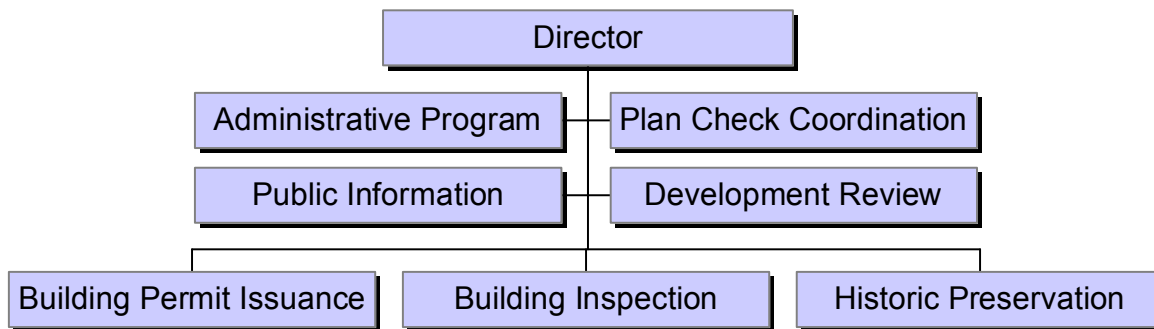 Director
Administrative Program
Plan Check Coordination
Public Information
Development Review
Building Permit Issuance
Building Inspection
Historic Preservation